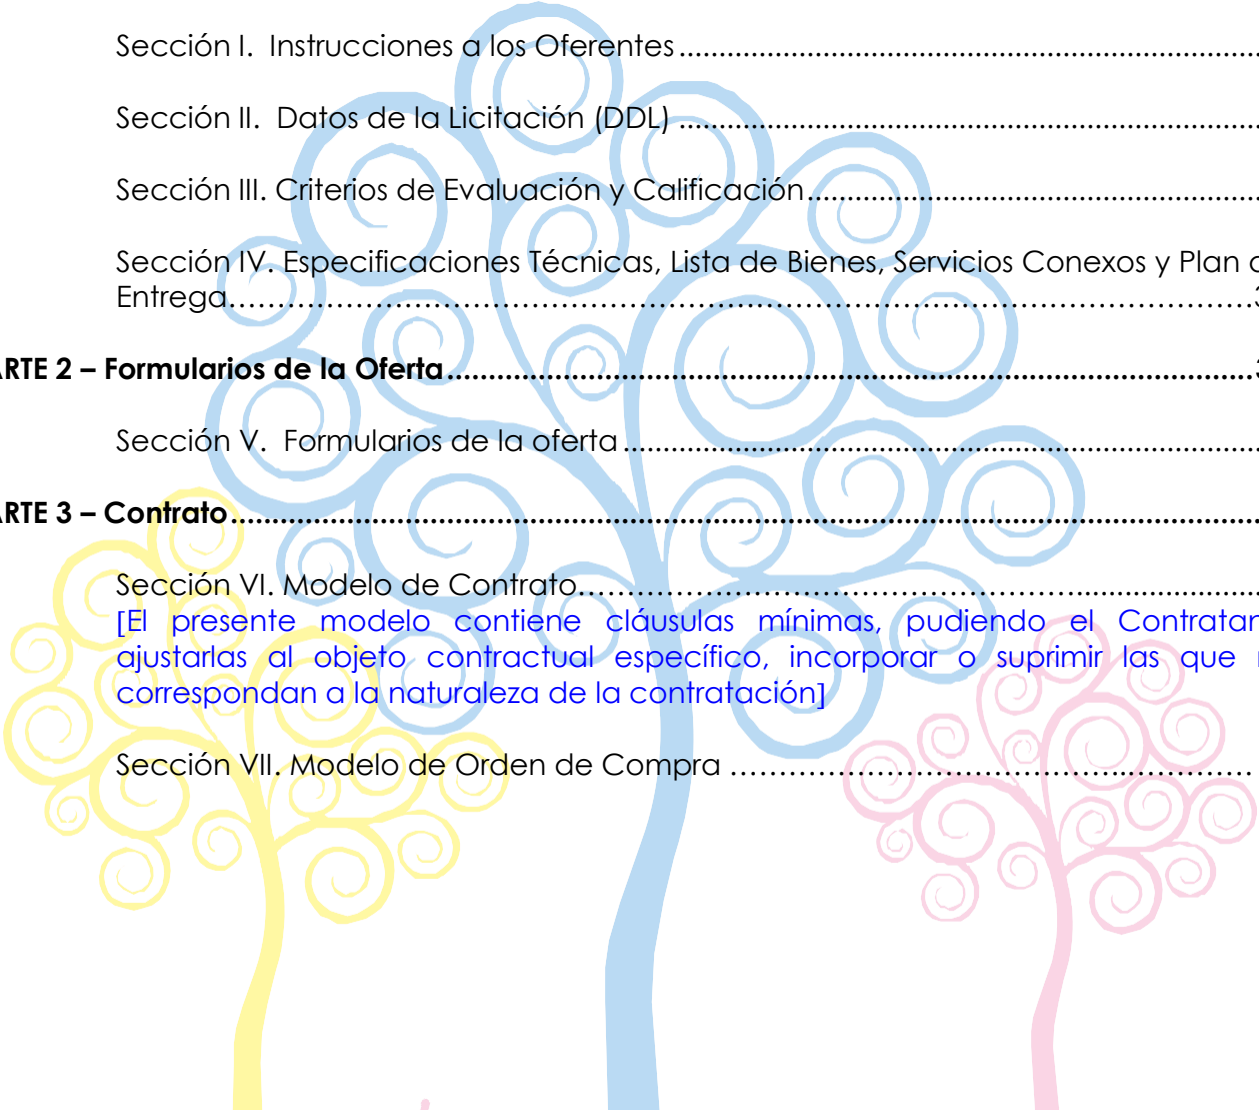 Sección I. Instrucciones a los Oferentes
Sección II. Datos de la Licitación (DDL)
Sección III. Criterios de Evaluación y Calificación
Sección IV. Especificaciones Técnicas, Lista de Bienes, Servicios Conexos y Plan
Entrega
2 – Formularios de la Oferta
Sección V. Formularios de la oferta
3 – Contrato
Sección VI. Modelo de Contrato
[El presente modelo contiene cláusulas mínimas, pudiendo el
ajustarlas al objeto contractual específico, incorporar o suprimir las que
correspondan a la naturaleza de la contratación]
Sección VII. Modelo de Orden de Compra